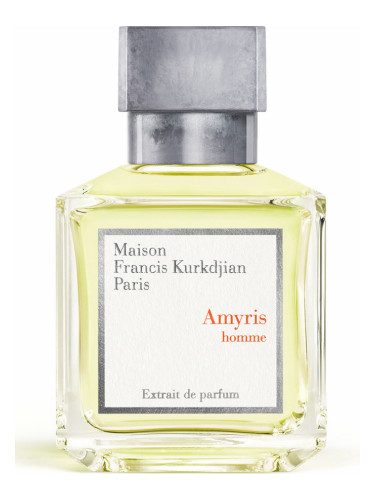 Maison
Francis Kurkdjian
Paris
Amyris
homme
Extrait de parfum